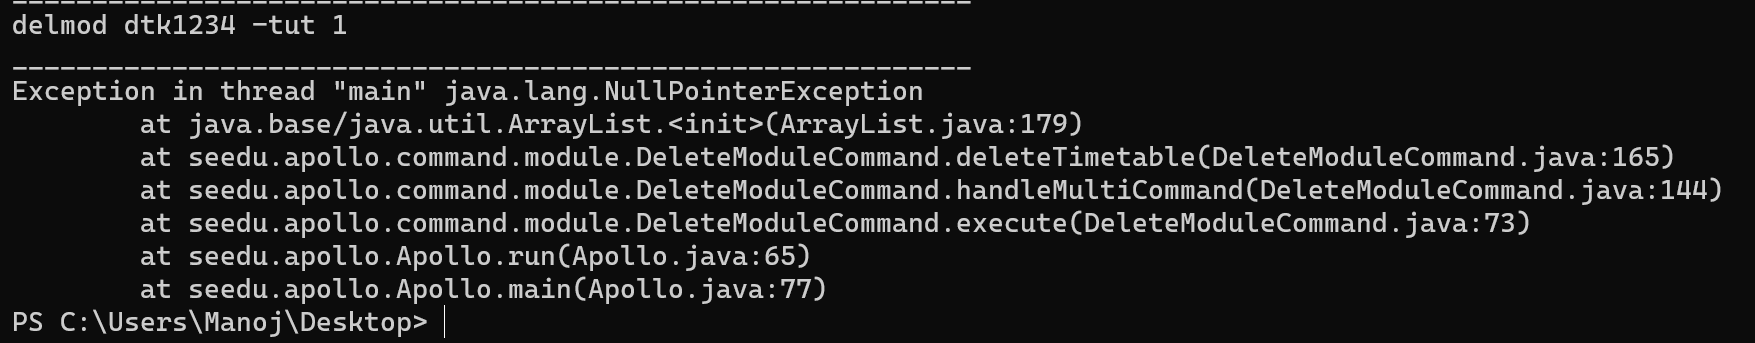 ____________________________________________________________
delmod dtk1234 -tut 1
____________________________________________________________
Exception in thread "main" java.lang.NullPointerException
        at java.base/java.util.ArrayList.<init>(ArrayList.java:179)
        at seedu.apollo.command.module.DeleteModuleCommand.deleteTimetable(DeleteModuleCommand.java:165)
        at seedu.apollo.command.module.DeleteModuleCommand.handleMultiCommand(DeleteModuleCommand.java:144)
        at seedu.apollo.command.module.DeleteModuleCommand.execute(DeleteModuleCommand.java:73)
        at seedu.apollo.Apollo.run(Apollo.java:65)
        at seedu.apollo.Apollo.main(Apollo.java:77)
PS C:\Users\Manoj\Desktop>